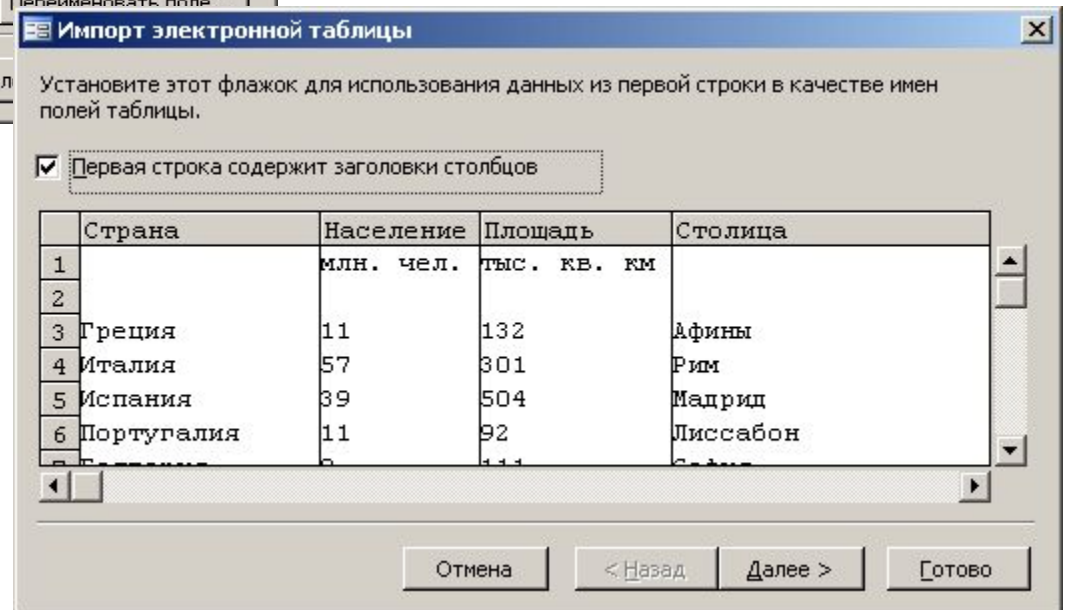 Переименовать поле...
Импорт электронной таблицы
Установите этот флажок для использования данных из первой строки в качестве имен
полей таблицы.
Первая строка содержит заголовки столбцов
Страна Население Площадь Столица
1 млн. чел. тыс. кв. км
2
3 Греция 11 132 Афины
4 Италия 57 301 Рим
5 Испания 39 504 Мадрид
6 Португалия 11 92 Лиссабон
Отмена < Назад Далее > Готово